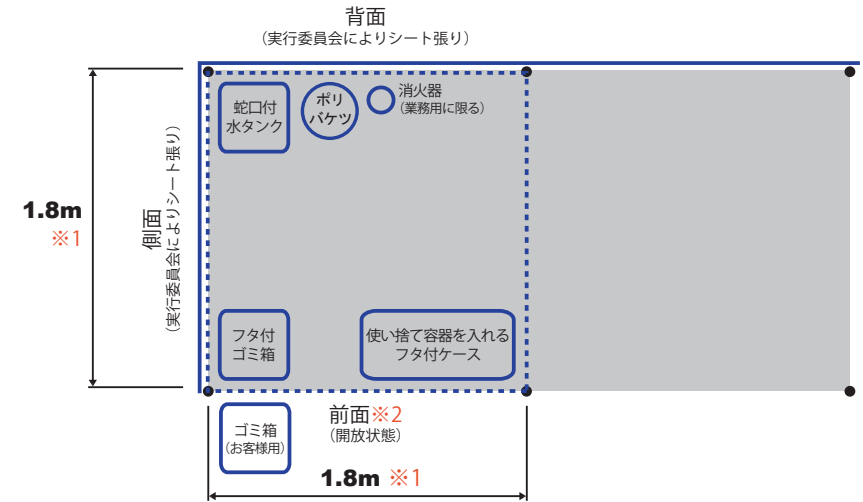 背面
(実行委員会によりシート張り)
蛇口付
水タンク
ポリ
バケツ
消火器
(業務用に限る)
1.8m
※1
側面
(実行委員会によりシート張り)
フタ付
ゴミ箱
使い捨て容器を入れる
フタ付ケース
ゴミ箱
(お客様用)
前面※2
(開放状態)
1.8m ※1